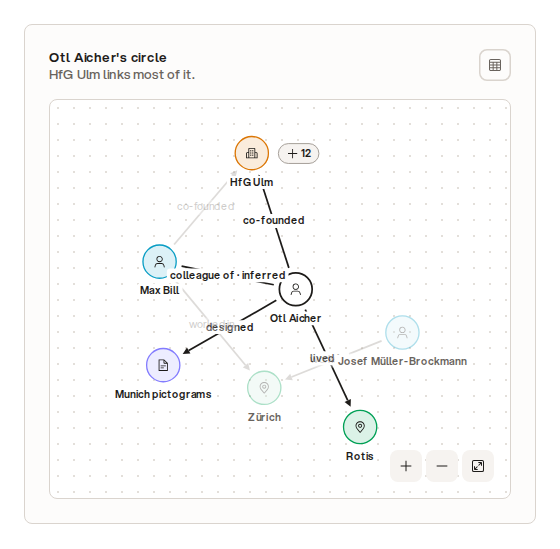 Otl Aicher's circle
HfG Ulm links most of it.
12
HfG Ulm
co-founded
co-founded
colleague of · inferred
Max Bill
Otl Aicher
designed
lived
Josef Müller-Brockmann
Munich pictograms
Zürich
Rotis